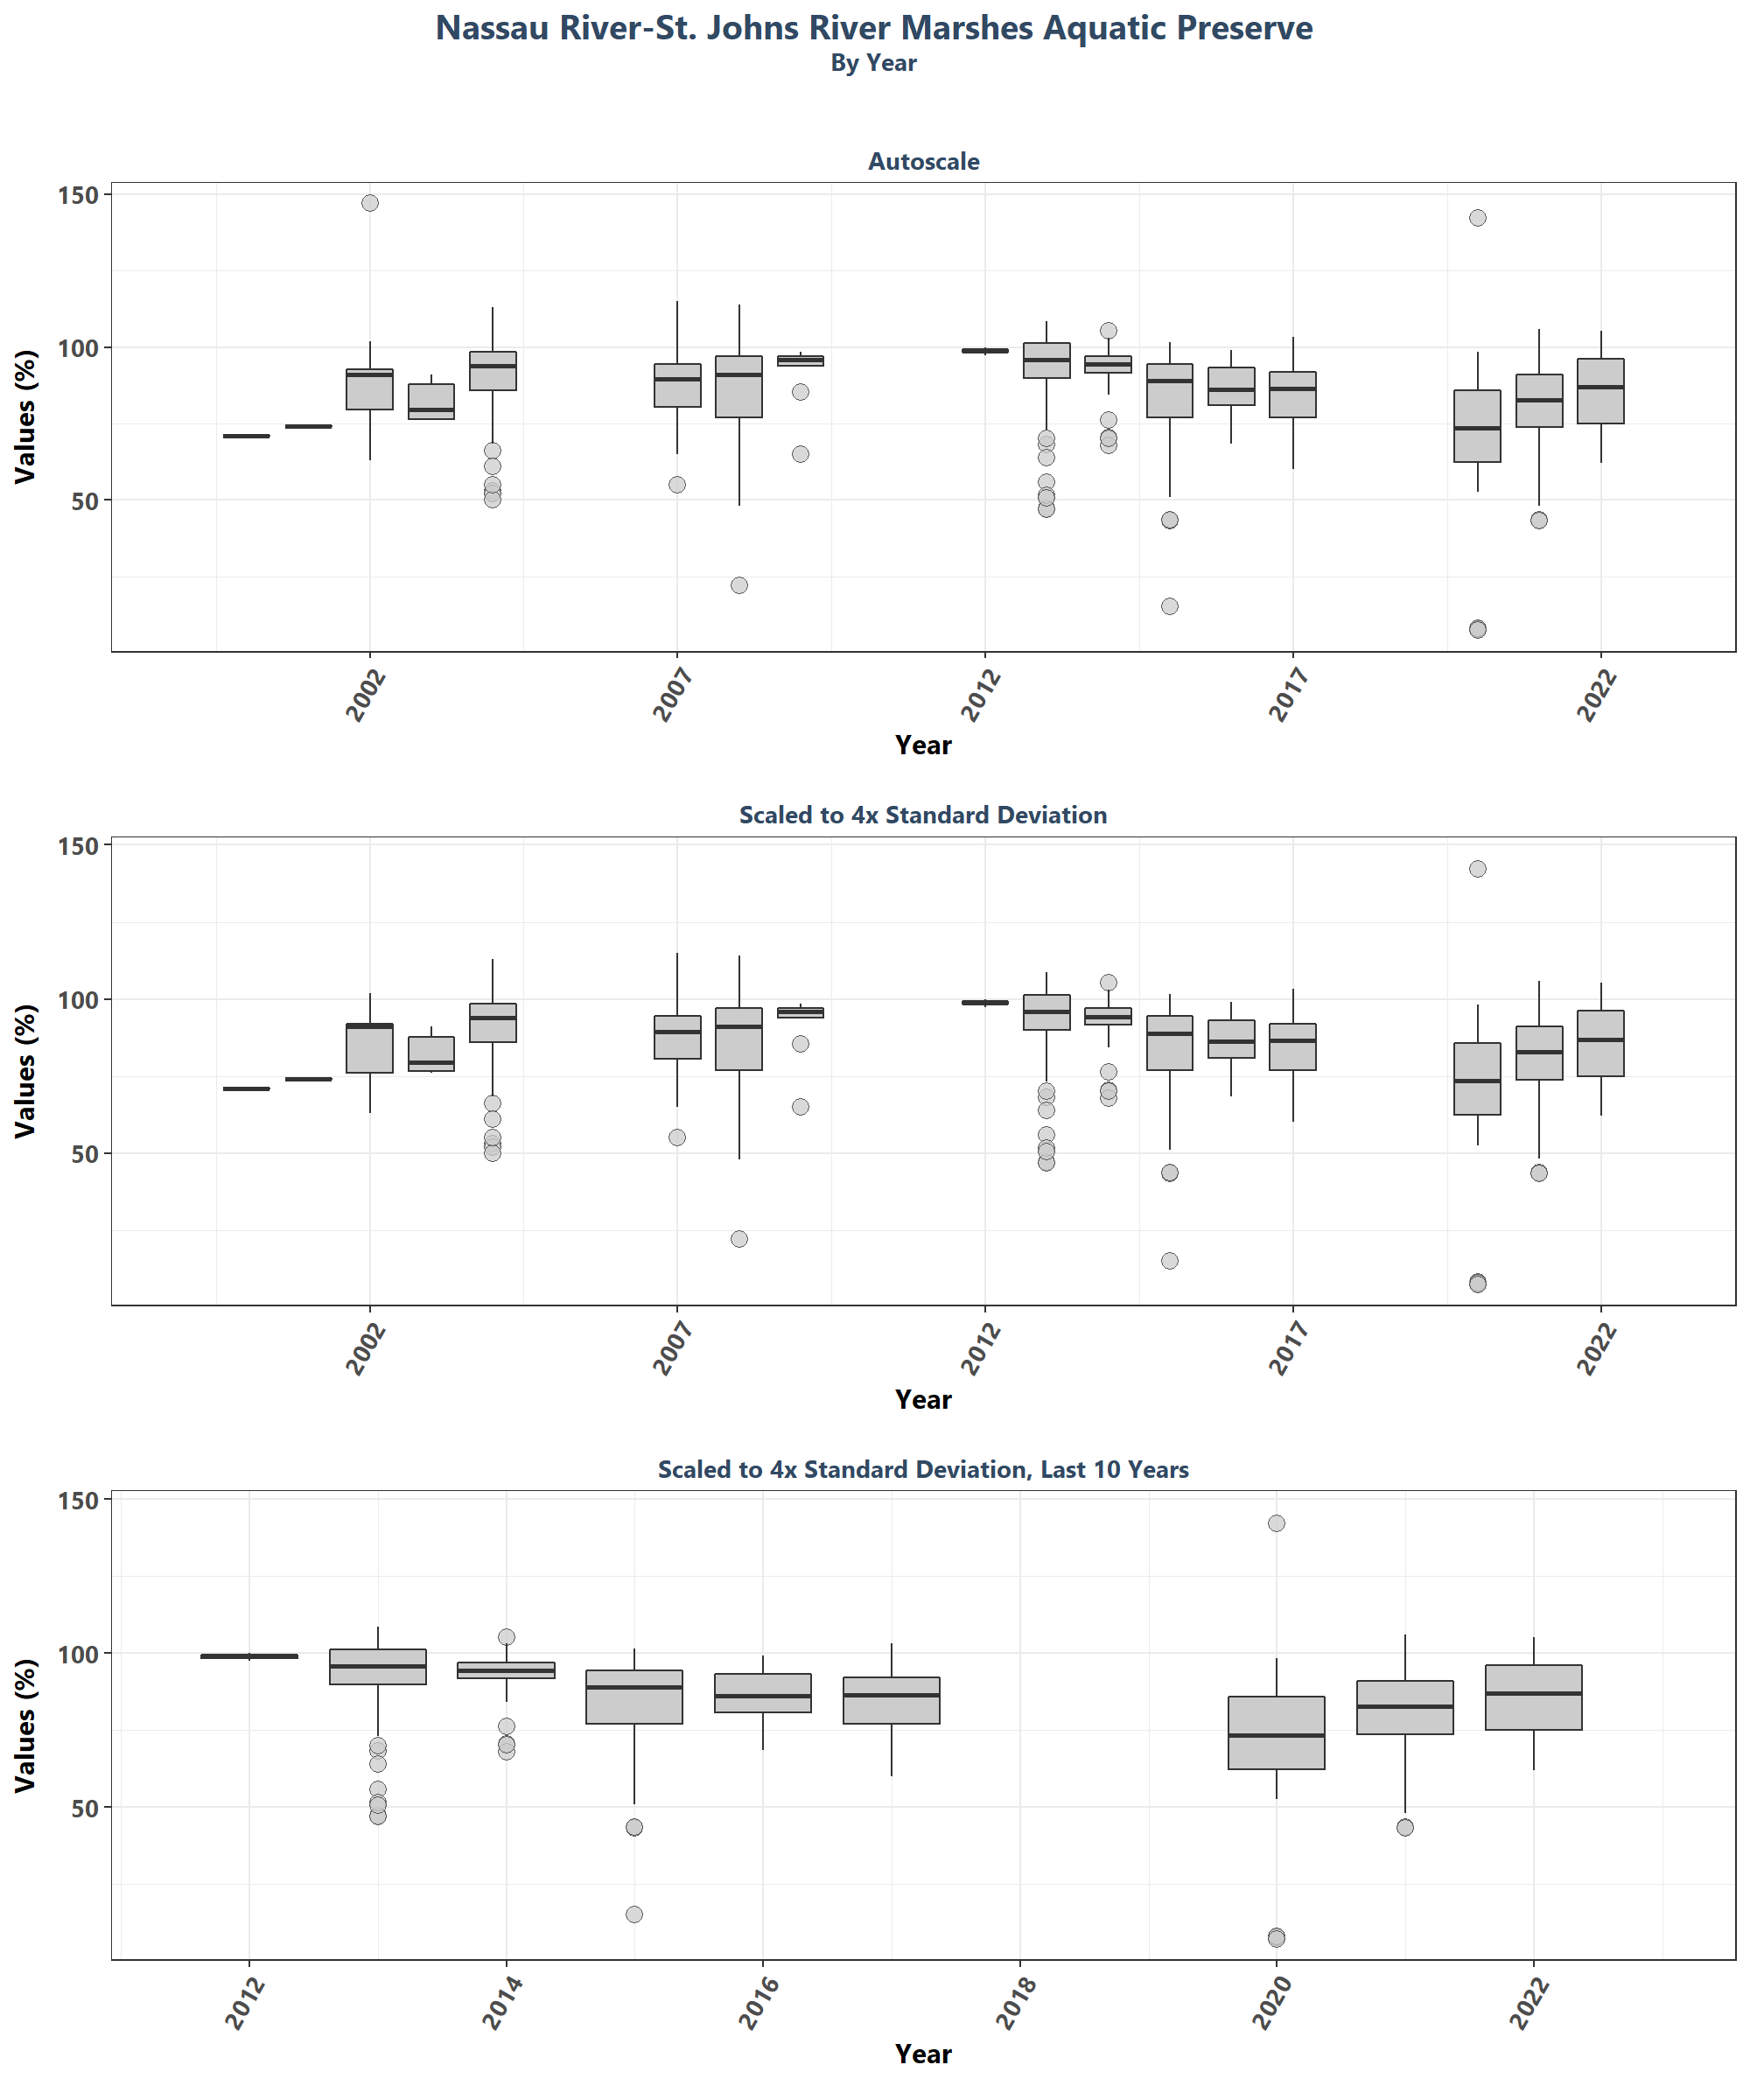 Nassau River-St. Johns River Marshes Aquatic Preserve
By Year
Autoscale
150
100
50
Values (%)
2002
2007
2012
2017
2022
Year
Scaled to 4x Standard Deviation
150
100
50
Values (%)
2002
2007
2012
2017
2022
Year
Scaled to 4x Standard Deviation, Last 10 Years
150
100
50
Values (%)
2012
2014
2016
2018
2020
2022
Year